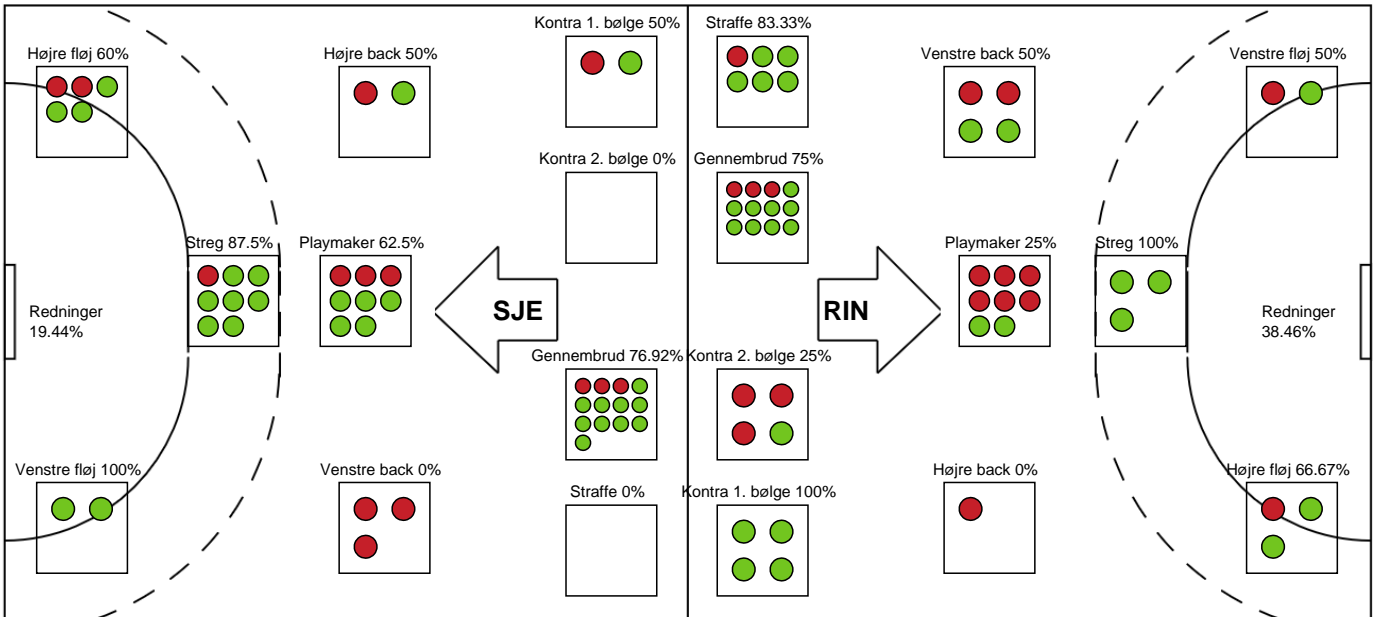 Kontra 1. bølge 50%
Straffe 83.33%
Højre fløj 60%
Højre back 50%
Venstre back 50%
Venstre fløj 50%
Kontra 2. bølge 0%
Gennembrud 75%
Streg 87.5%
Playmaker 62.5%
Playmaker 25%
Streg 100%
Redninger
19.44%
SJE
RIN
Redninger
38.46%
Gennembrud 76.92%
Kontra 2. bølge 25%
Venstre fløj 100%
Venstre back 0%
Straffe 0%
Kontra 1. bølge 100%
Højre back 0%
Højre fløj 66.67%